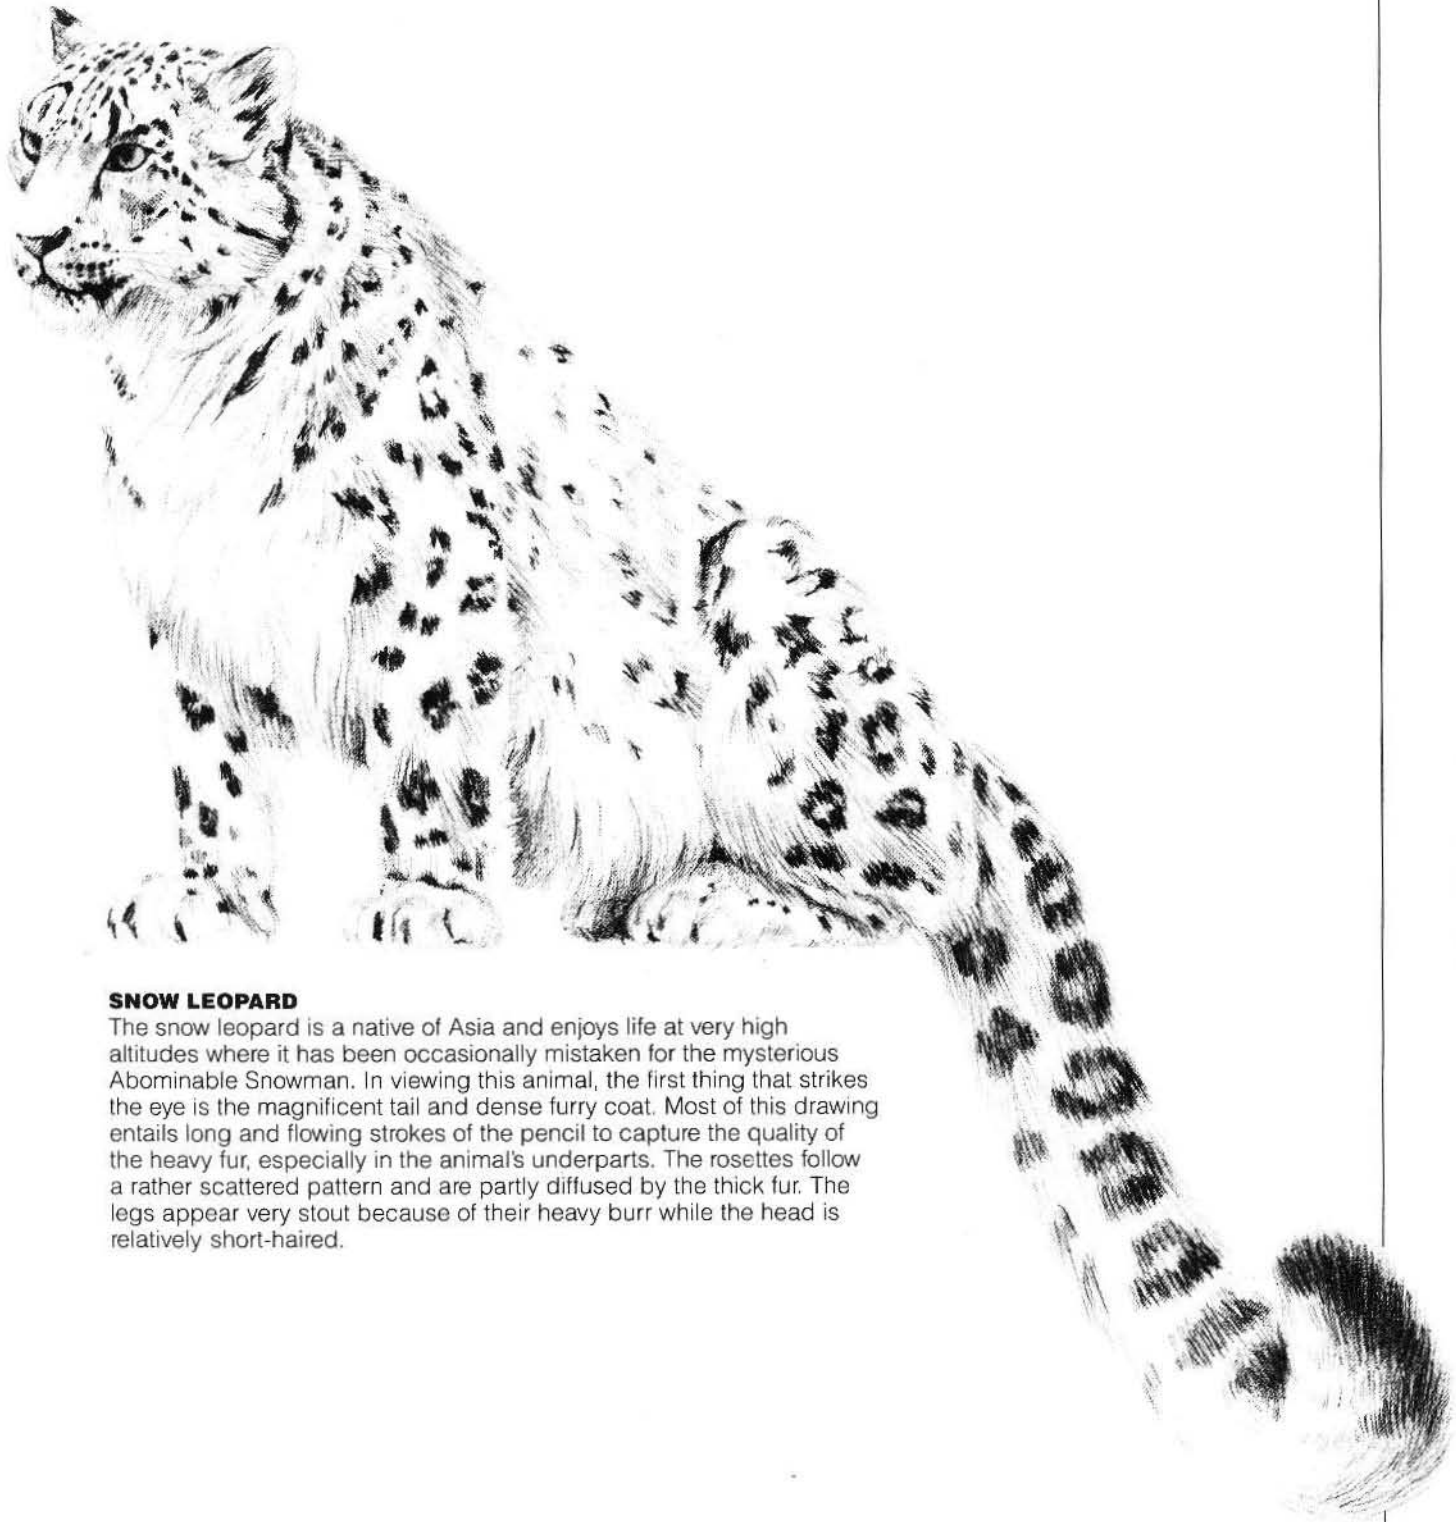 SNOW LEOPARD
The snow leopard is a native of Asia and enjoys life at very high
altitudes where it has been occasionally mistaken for the mysterious
Abominable Snowman. In viewing this animal, the first thing that strikes
the eye is the magnificent tail and dense furry coat. Most of this drawing
entails long and flowing strokes of the pencil to capture the quality of
the heavy fur, especially in the animal's underparts. The rosettes follow
a rather scattered pattern and are partly diffused by the thick fur. The
legs appear very stout because of their heavy burr while the head is
relatively short-haired.